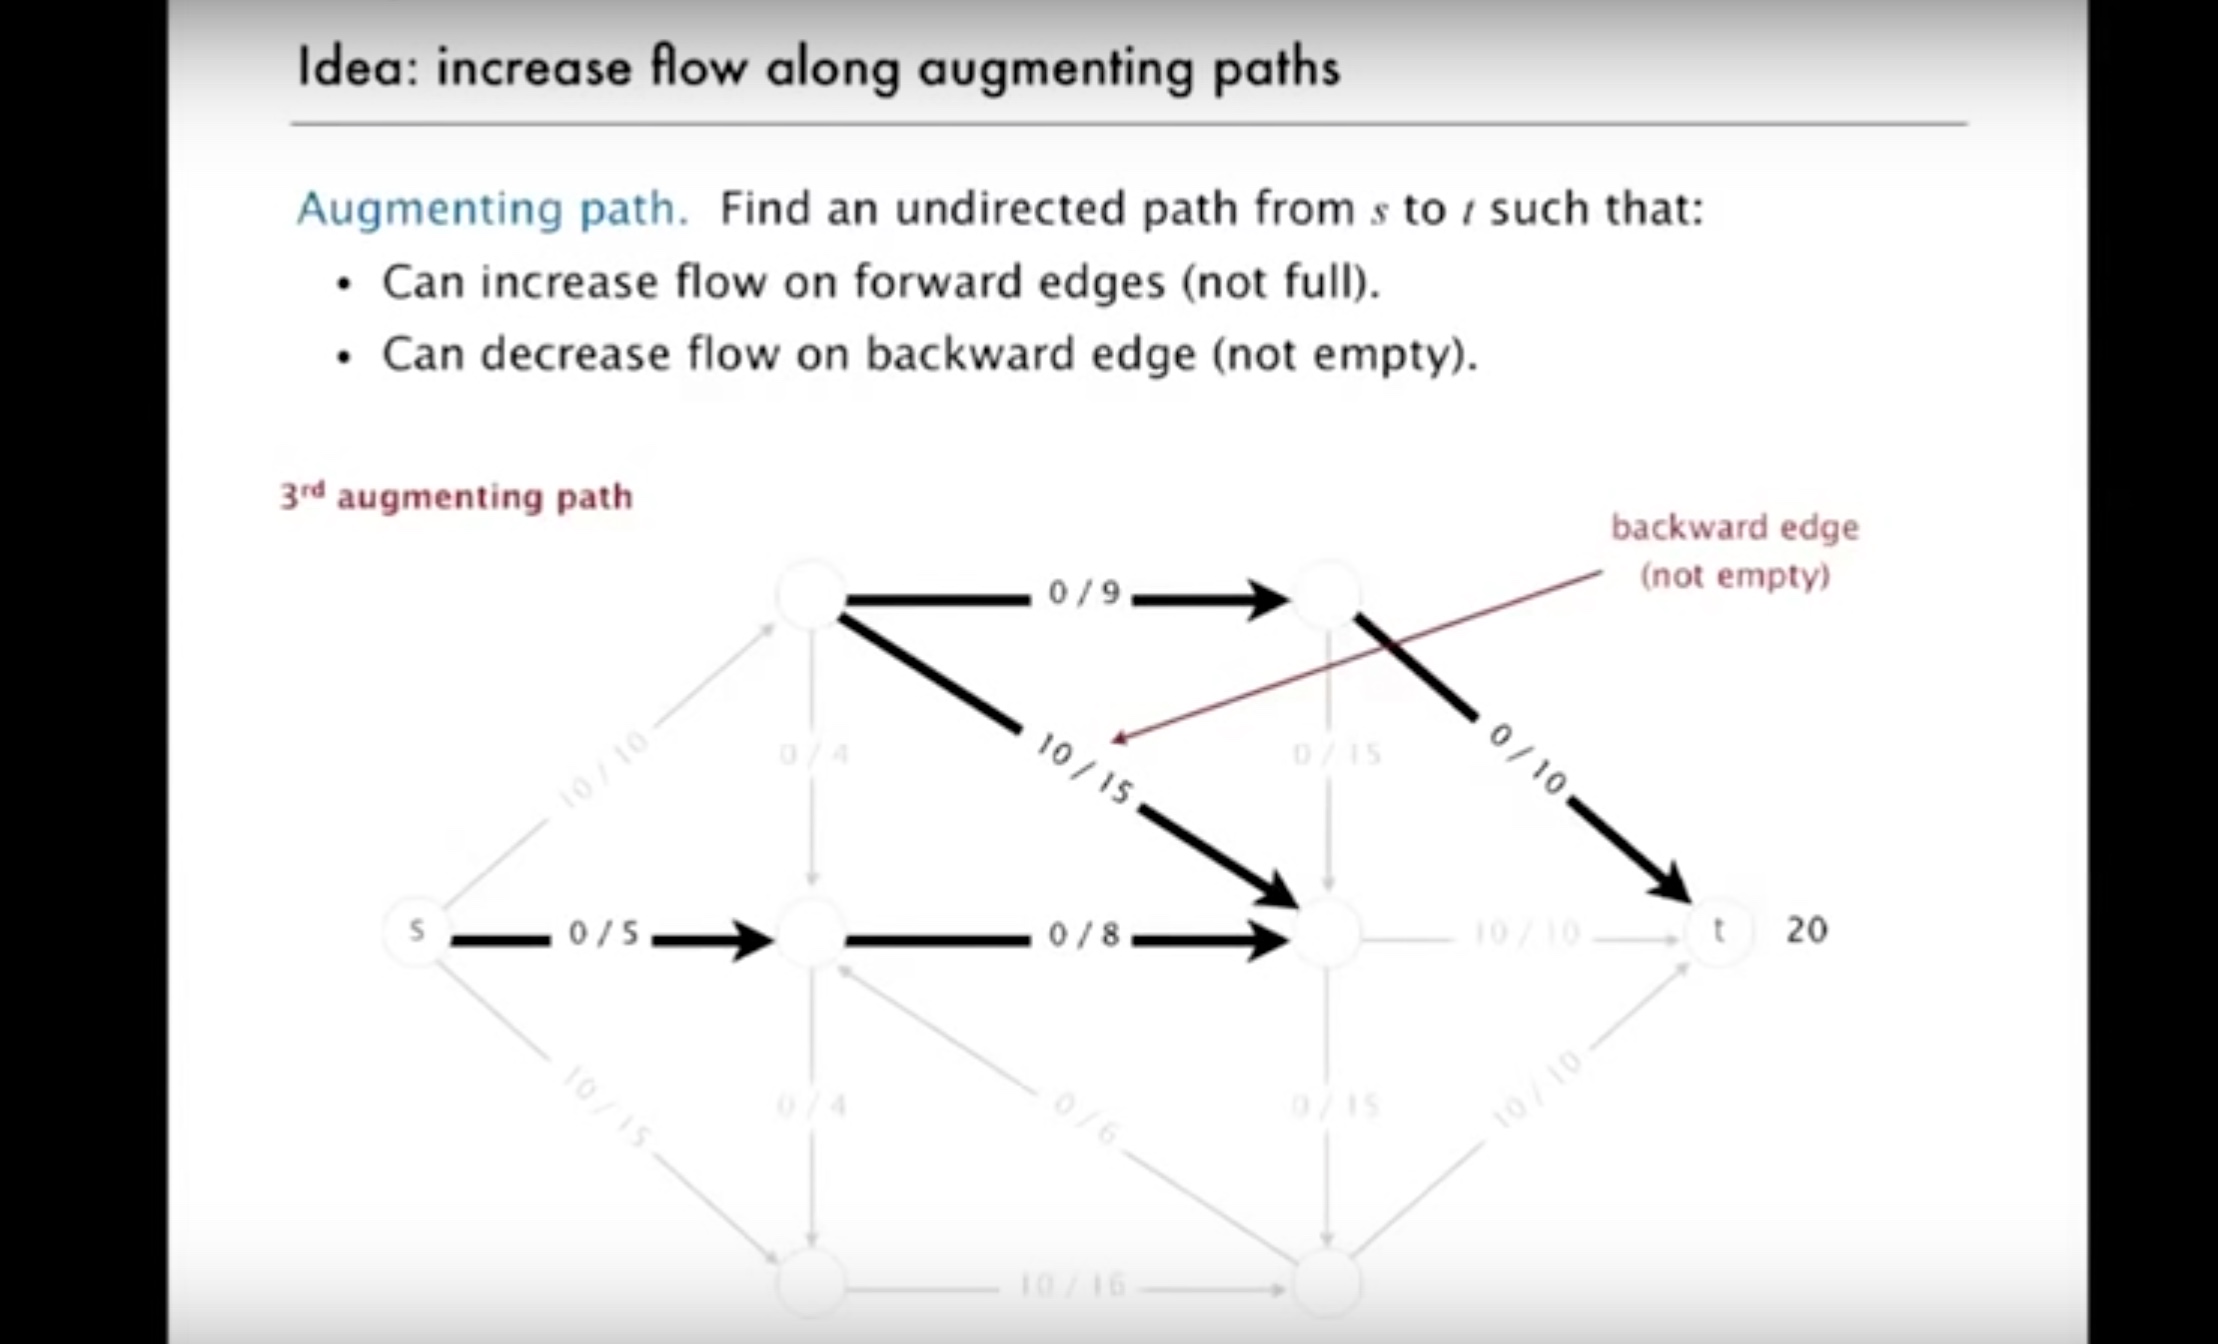 Idea: increase flow along augmenting paths
Augmenting path. Find an undirected path from s to t such that:
• Can increase flow on forward edges (not full).
• Can decrease flow on backward edge (not empty).
3rd augmenting path
backward edge
(not empty)
0 / 9
10 / 10
0 / 4
10 / 15
0 / 15
0 / 10
s
0 / 5
0 / 8
10 / 10
t
20
10 / 15
0 / 4
0 / 6
0 / 15
10 / 10
10 / 16